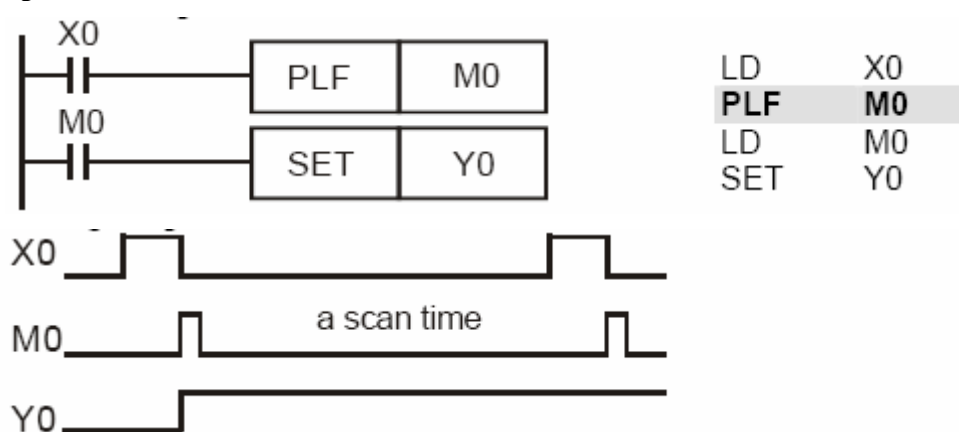 X0
PLF M0
M0
SET Y0
LD X0
PLF M0
LD M0
SET Y0
X0
M0 a scan time
Y0